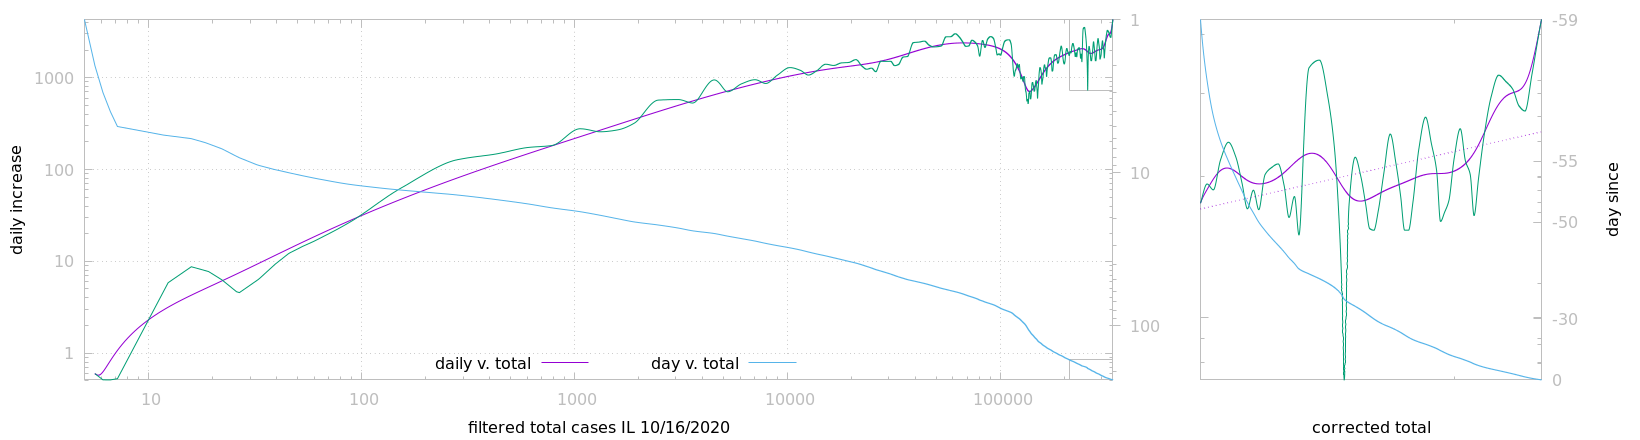 1000
100
10
1
daily increase
daily v. total
day v. total
10
100
1000
10000
100000
filtered total cases IL 10/16/2020
1
10
100
-59
-55
-50
-30
0
day since
corrected total